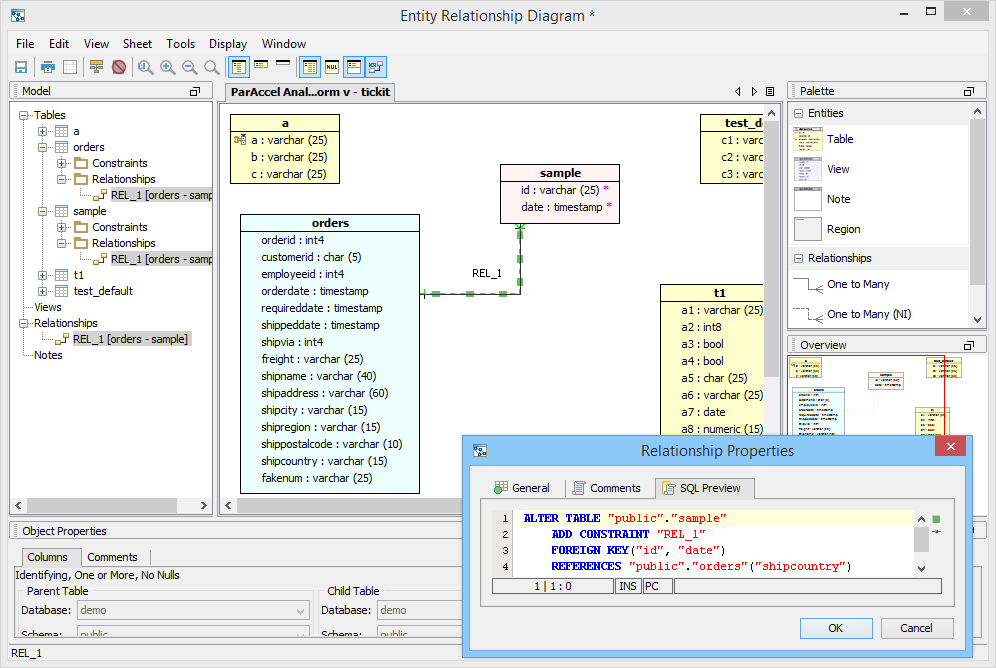 Entity Relationship Diagram *
File Edit View Sheet Tools Display Window
Model
Tables
a
orders
Constraints
Relationships
REL_1 [orders - samp
sample
Constraints
Relationships
REL_1 [orders - samp
t1
test_default
Views
Relationships
REL_1 [orders - sample]
Notes
ParAccel Anal...orm v - tickit
a
a : varchar (25)
b : varchar (25)
c : varchar (25)
orders
orderid : int4
customerid : char (5)
employeeid : int4
orderdate : timestamp
requireddate : timestamp
shippeddate : timestamp
shipvia : int4
freight : varchar (25)
shipname : varchar (40)
shipaddress : varchar (60)
shipcity : varchar (15)
shipregion : varchar (15)
shippostalcode : varchar (10)
shipcountry : varchar (15)
fakenum : varchar (25)
sample
id : varchar (25) *
date : timestamp *
REL_1
test_de
c1 : varc
c2 : varc
c3 : varc
t1
a1 : varchar (25)
a2 : int8
a3 : bool
a4 : bool
a5 : char (25)
a6 : varchar (25)
a7 : date
a8 : numeric (15)
Palette
Entities
Table
View
Note
Region
Relationships
One to Many
One to Many (NI)
Overview
Object Properties
Columns Comments
Identifying, One or More, No Nulls
Parent Table
Database: demo
Schema: public
Child Table
Database: demo
Schema: public
REL_1
Relationship Properties
General Comments SQL Preview
1 ALTER TABLE "public"."sample"
2 ADD CONSTRAINT "REL_1"
3 FOREIGN KEY("id", "date")
4 REFERENCES "public"."orders"("shipcountry")
1 | 1 : 0 INS PC
OK Cancel